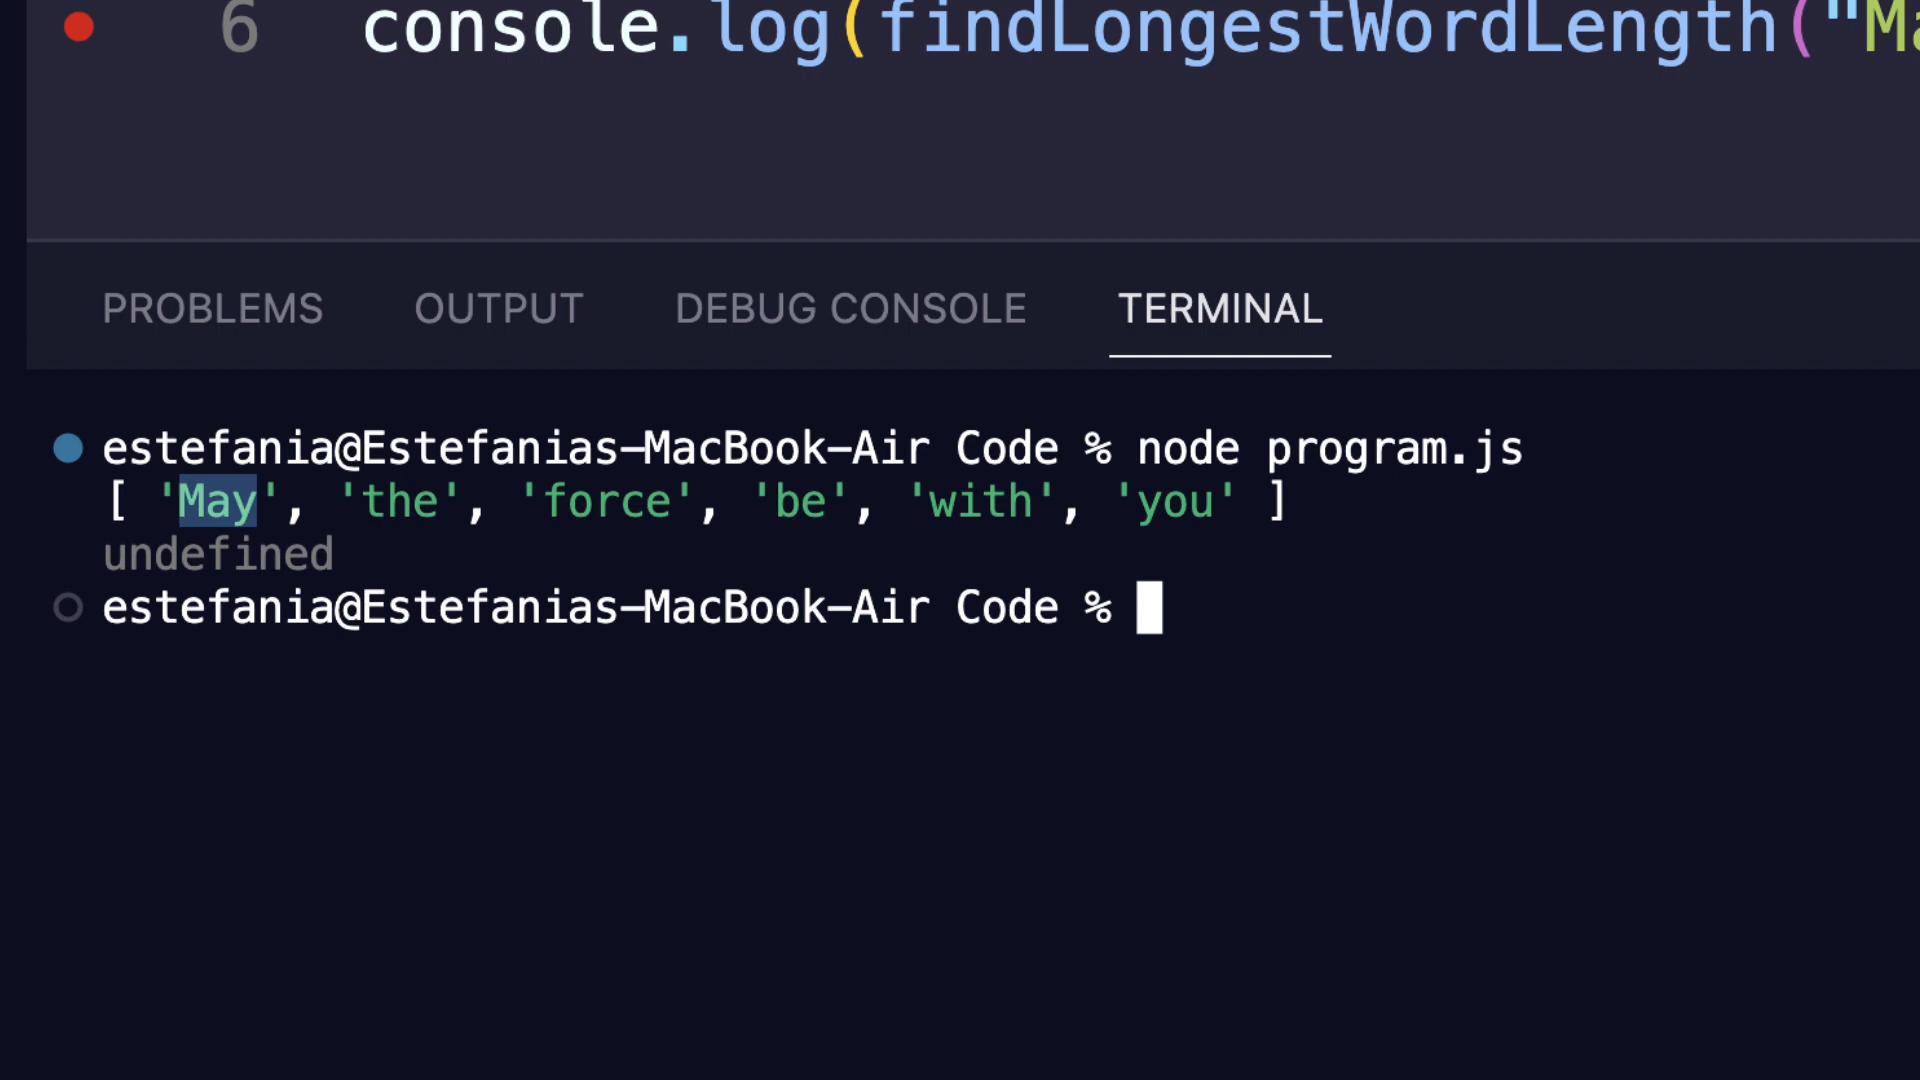 6 console.log(findLongestWordLength("Ma
PROBLEMS OUTPUT DEBUG CONSOLE TERMINAL
estefania@Estefanias-MacBook-Air Code % node program.js
[ 'May', 'the', 'force', 'be', 'with', 'you' ]
undefined
estefania@Estefanias-MacBook-Air Code %